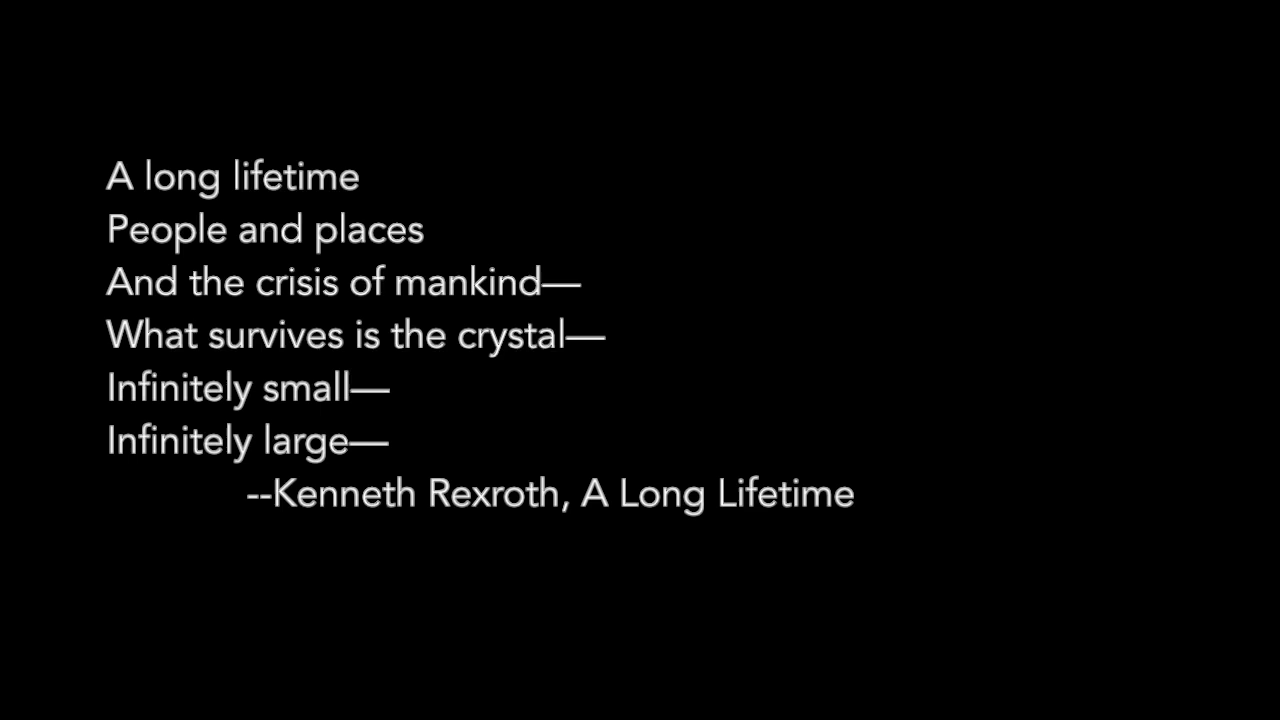 A long lifetime
People and places
And the crisis of mankind—
What survives is the crystal—
Infinitely small—
Infinitely large—
--Kenneth Rexroth, A Long Lifetime